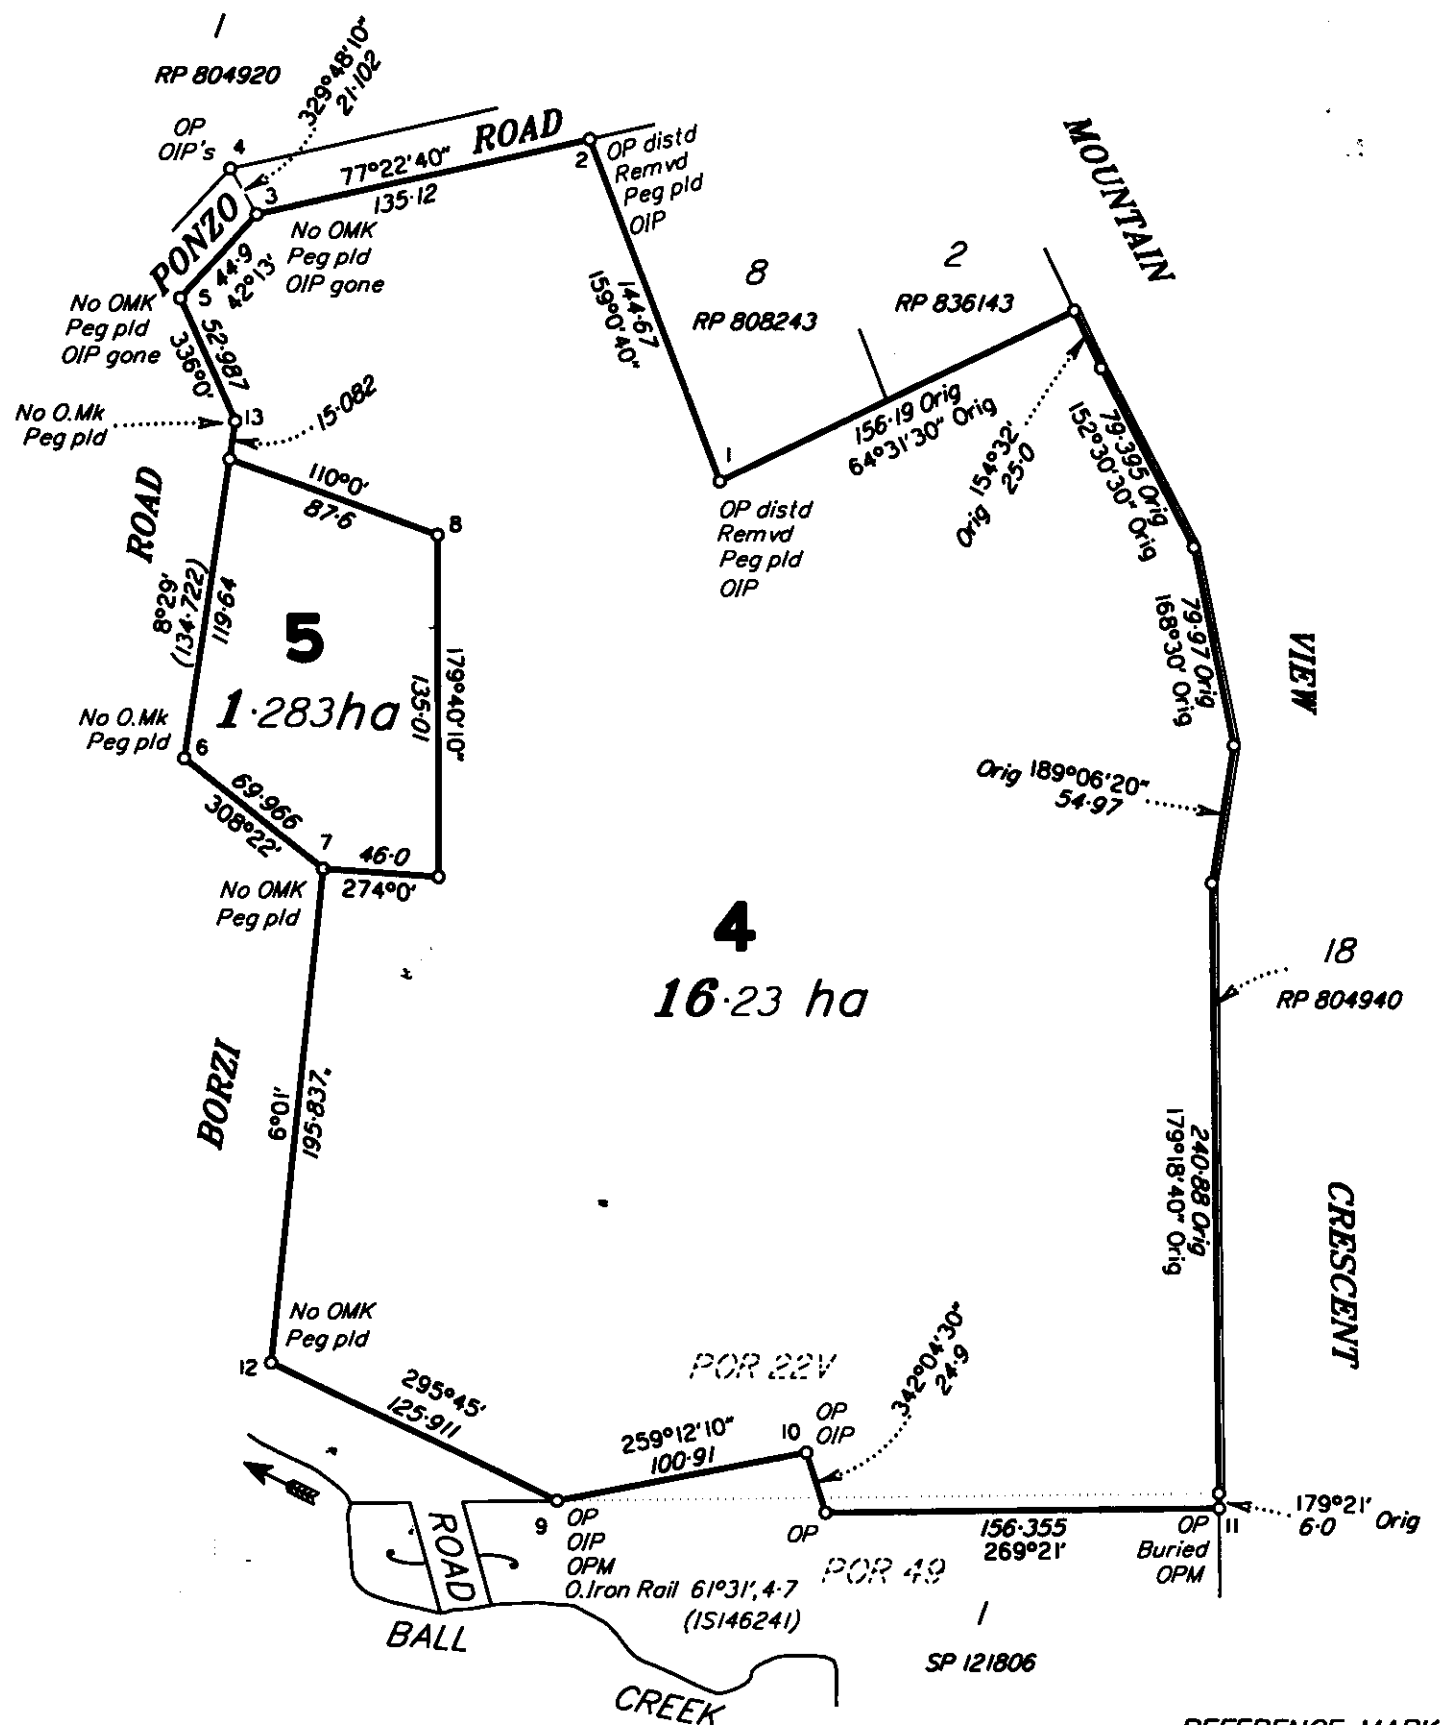 1
RP 804920
329°48'10"
21·102
OP
OIP's
4
ROAD
77°22'40"
135·12
3
2
OP distd
Remvd
Peg pld
OIP
PONZO
44·9
42°13'
No OMK
Peg pld
OIP gone
5
No OMK
Peg pld
OIP gone
52·987
336°0'
13
No O.Mk
Peg pld
15·082
144·67
159°0'40"
8
RP 808243
2
RP 836143
MOUNTAIN
156·19 Orig
64°31'30" Orig
Orig 154°32'
25·0
79·395 Orig
152°30'30" Orig
1
OP distd
Remvd
Peg pld
OIP
110°0'
87·6
8
ROAD
8°29'
(134·722)
119·64
5
1·283ha
179°40'10"
135·01
79·97 Orig
168°30' Orig
VIEW
No O.Mk
Peg pld
6
69·966
308°22'
7
46·0
274°0'
No OMK
Peg pld
Orig 189°06'20"
54·97
4
16·23 ha
18
RP 804940
BORZI
6°01'
195·837
240·88 Orig
179°18'40" Orig
CRESCENT
No OMK
Peg pld
12
295°45'
125·911
POR 22V
342°04'30"
24·9
259°12'10"
100·91
10
OP
OIP
9
OP
OIP
OPM
O.Iron Rail 61°31', 4·7
(IS146241)
OP
156·355
269°21'
OP
11
Buried
OPM
179°21' Orig
6·0
POR 49
ROAD
BALL
CREEK
1
SP 121806